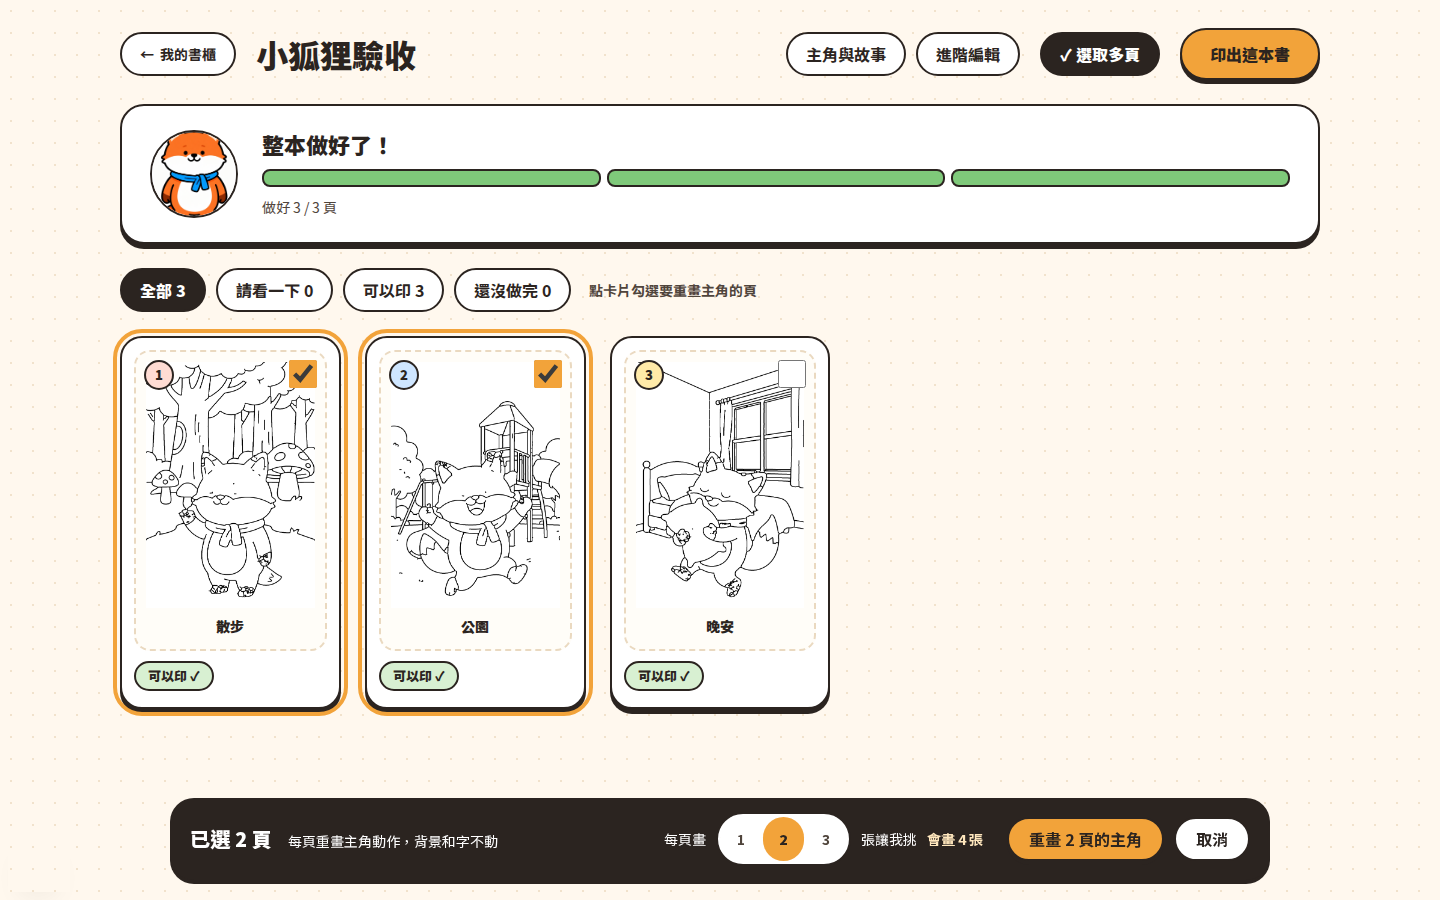 ← 我的書櫃
小狐狸驗收
主角與故事
進階編輯
✓ 選取多頁
印出這本書
整本做好了！
做好 3 / 3 頁
全部 3
請看一下 0
可以印 3
還沒做完 0
點卡片勾選要重畫主角的頁
1
散步
可以印 ✓
2
公園
可以印 ✓
3
晚安
可以印 ✓
已選 2 頁
每頁重畫主角動作，背景和字不動
每頁畫
1
2
3
張讓我挑
會畫 4 張
重畫 2 頁的主角
取消